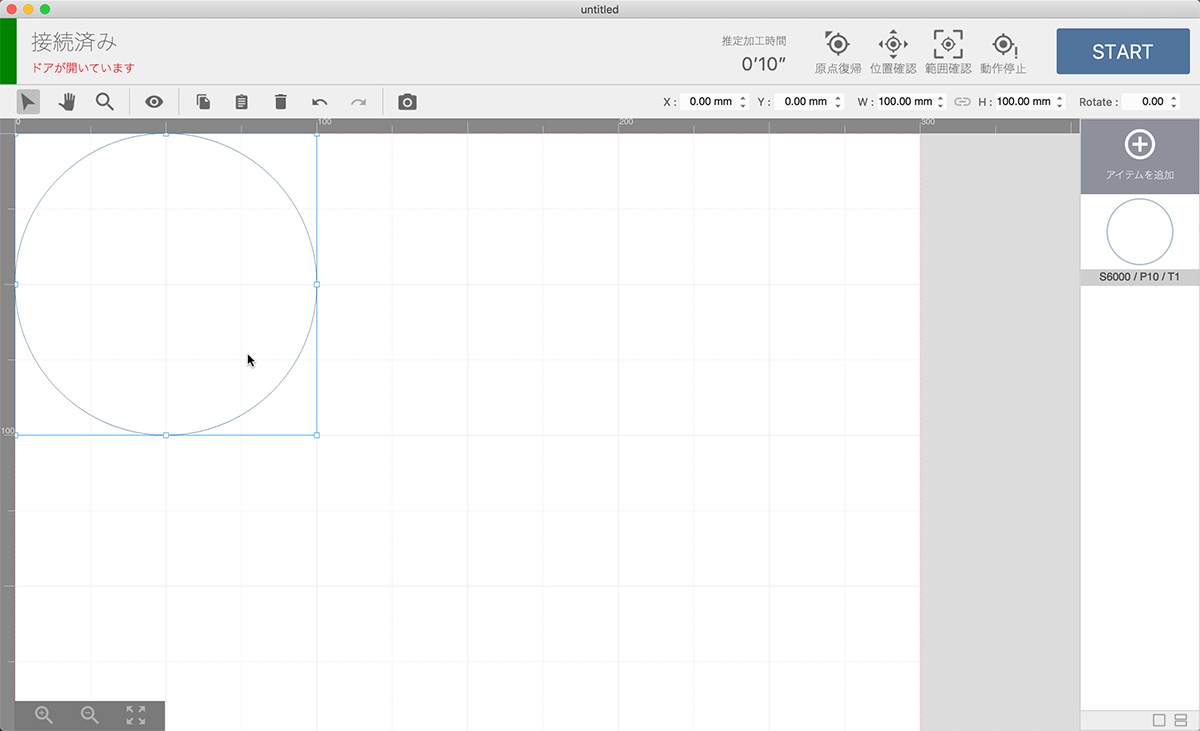 untitled
接続済み
ドアが開いています
推定加工時間
0'10"
原点復帰 位置確認 範囲確認 動作停止
START
X : 0.00 mm Y : 0.00 mm W : 100.00 mm H : 100.00 mm Rotate : 0.00
0 100 200 300
アイテムを追加
S6000 / P10 / T1
100